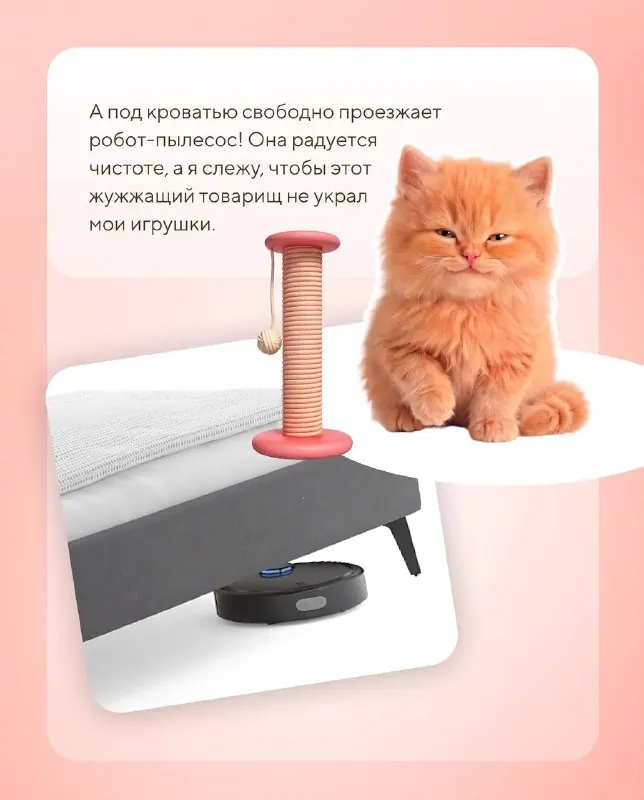 А под кроватью свободно проезжает
робот-пылесос! Она радуется
чистоте, а я слежу, чтобы этот
жужжащий товарищ не украл
мои игрушки.